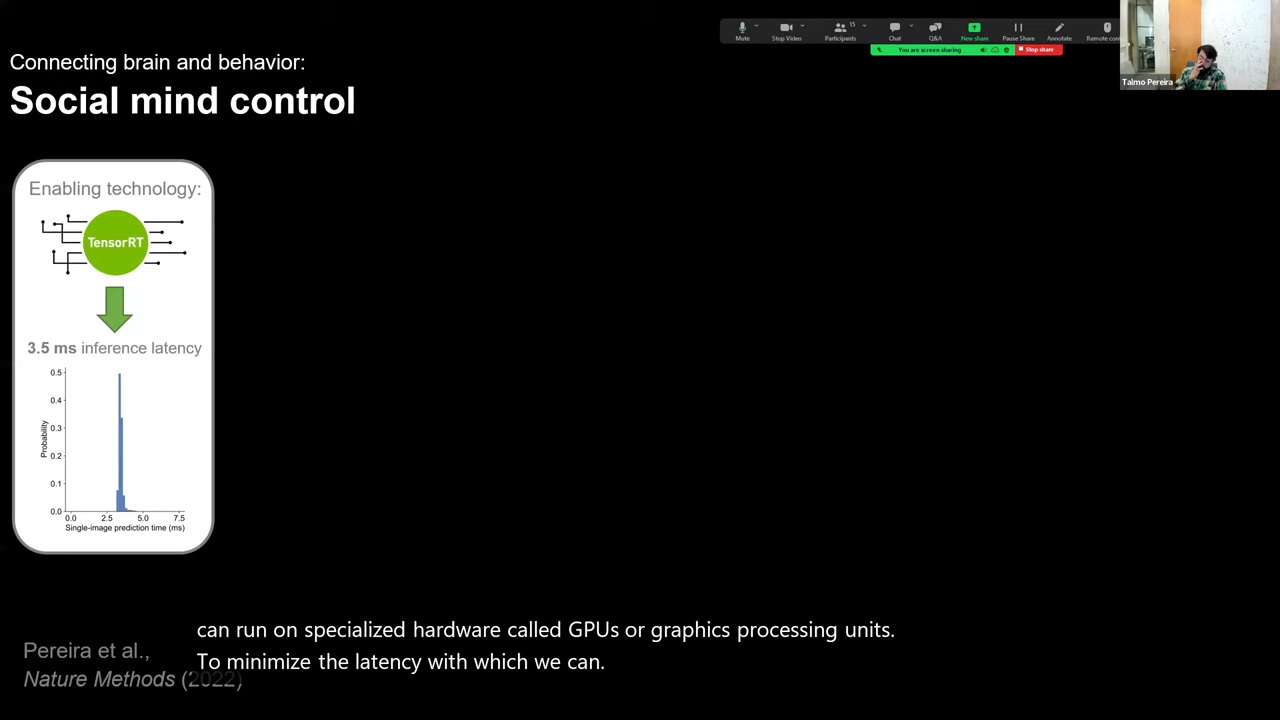 Connecting brain and behavior:
Social mind control
Mute
Stop Video
15
Participants
Chat
Q&A
New share
Pause Share
Annotate
Remote con
You are screen sharing
Stop share
Talmo Pereira
Enabling technology:
TensorRT
3.5 ms inference latency
0.5
0.4
0.3
0.2
0.1
0.0
Probability
0.0 2.5 5.0 7.5
Single-image prediction time (ms)
can run on specialized hardware called GPUs or graphics processing units.
To minimize the latency with which we can.
Pereira et al.,
Nature Methods (2022)